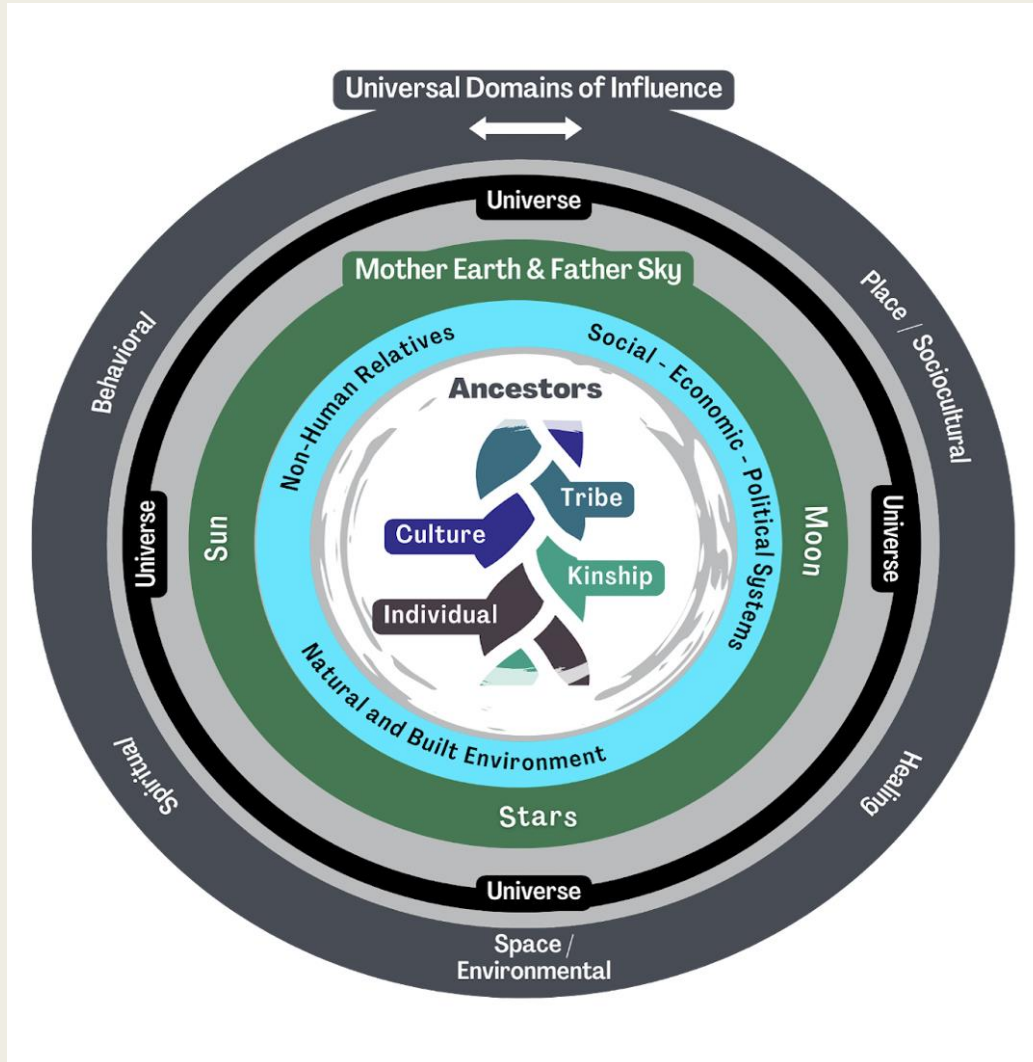 Universal Domains of Influence
Universe
Mother Earth & Father Sky
Behavioral
Place / Sociocultural
Non-Human Relatives
Social - Economic - Political Systems
Ancestors
Tribe
Culture
Universe
Sun
Moon
Universe
Kinship
Individual
Natural and Built Environment
Spiritual
Healing
Stars
Universe
Space /
Environmental